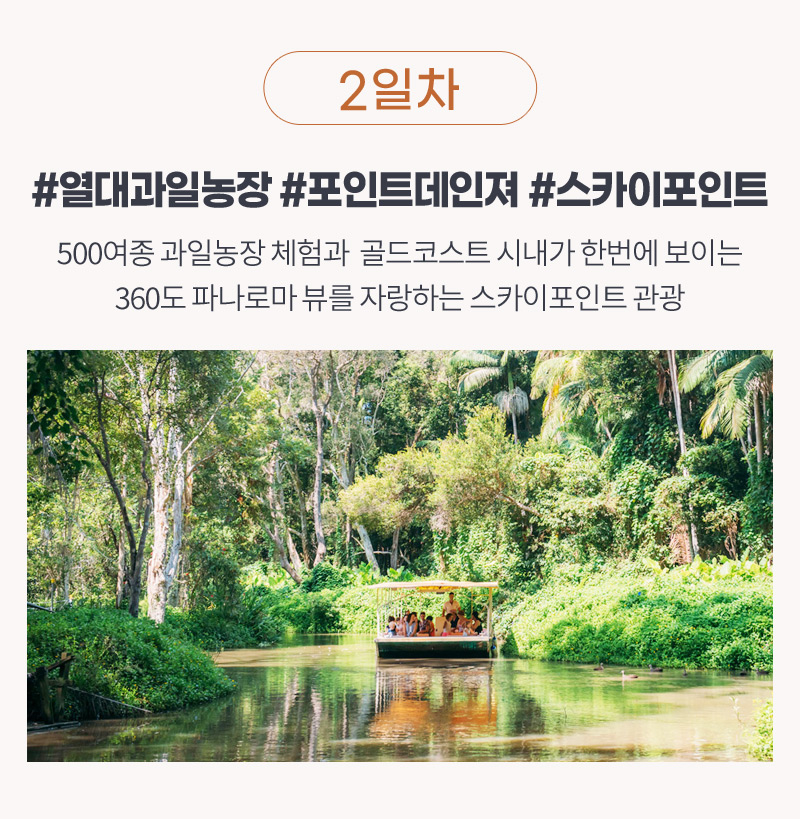 2일차
#열대과일농장 #포인트데인져 #스카이포인트
500여종 과일농장 체험과 골드코스트 시내가 한번에 보이는
360도 파나로마 뷰를 자랑하는 스카이포인트 관광